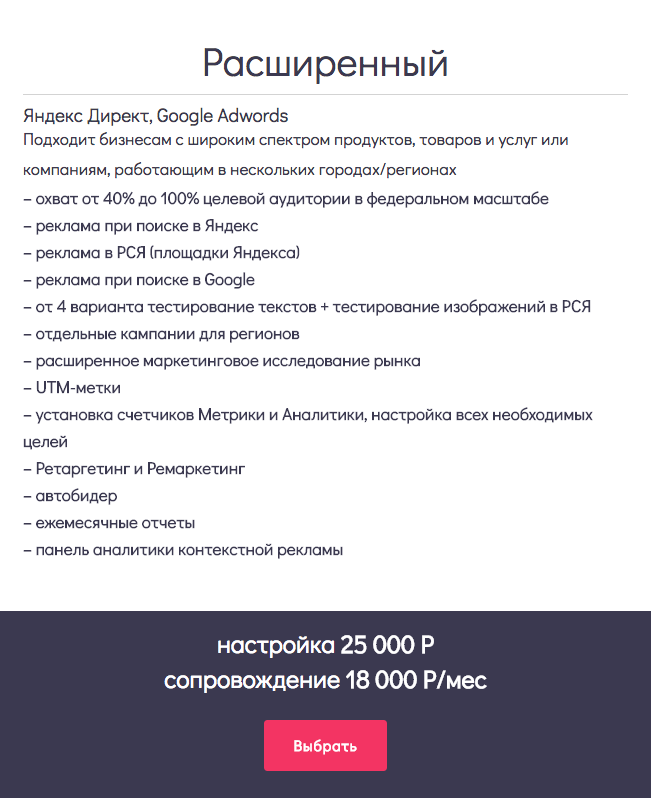 Расширенный
Яндекс Директ, Google Adwords
Подходит бизнесам с широким спектром продуктов, товаров и услуг или
компаниям, работающим в нескольких городах/регионах
– охват от 40% до 100% целевой аудитории в федеральном масштабе
– реклама при поиске в Яндекс
– реклама в РСЯ (площадки Яндекса)
– реклама при поиске в Google
– от 4 варианта тестирование текстов + тестирование изображений в РСЯ
– отдельные кампании для регионов
– расширенное маркетинговое исследование рынка
– UTM-метки
– установка счетчиков Метрики и Аналитики, настройка всех необходимых
целей
– Ретаргетинг и Ремаркетинг
– автобидер
– ежемесячные отчеты
– панель аналитики контекстной рекламы
настройка 25 000 Р
сопровождение 18 000 Р/мес
Выбрать